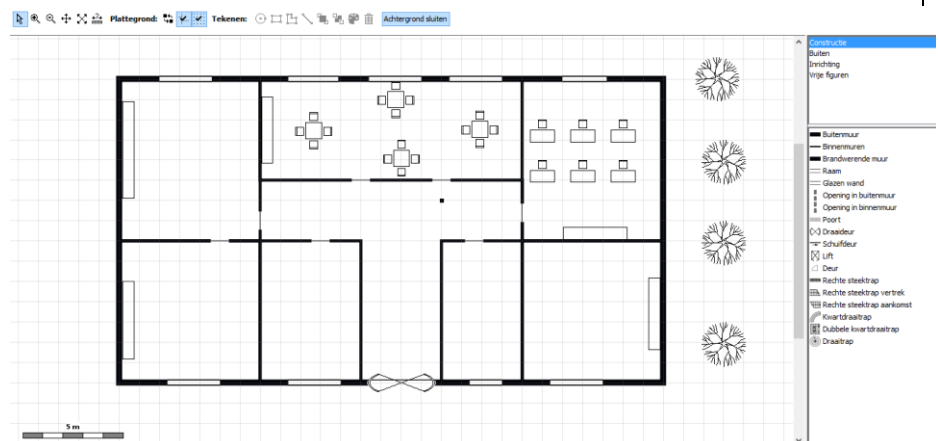 Plattegrond: Tekenen: Achtergrond sluiten
Constructie
Buiten
Inrichting
Vrije figuren
Buitenmuur
Binnenmuren
Brandwerende muur
Raam
Glazen wand
Opening in buitenmuur
Opening in binnenmuur
Poort
Draaideur
Schuifdeur
Lift
Deur
Rechte steektrap
Rechte steektrap vertrek
Rechte steektrap aankomst
Kwartdraaitrap
Dubbele kwartdraaitrap
Draaitrap
5 m